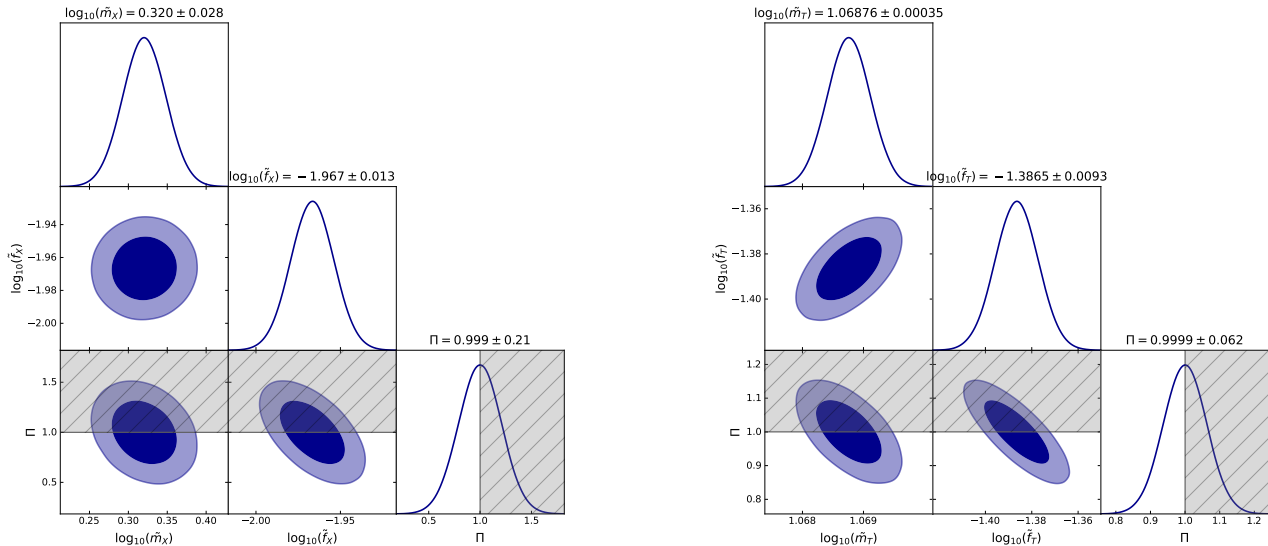 log₁₀(m̃_X) = 0.320 ± 0.028
log₁₀(f̃_X) = −1.967 ± 0.013
−1.94
−1.96
−1.98
−2.00
log₁₀(f̃_X)
Π = 0.999 ± 0.21
1.5
1.0
0.5
Π
0.25 0.30 0.35 0.40
log₁₀(m̃_X)
−2.00 −1.95
log₁₀(f̃_X)
0.5 1.0 1.5
Π
log₁₀(m̃_T) = 1.06876 ± 0.00035
log₁₀(f̃_T) = −1.3865 ± 0.0093
−1.36
−1.38
−1.40
log₁₀(f̃_T)
Π = 0.9999 ± 0.062
1.2
1.1
1.0
0.9
0.8
Π
1.068 1.069
log₁₀(m̃_T)
−1.40 −1.38 −1.36
log₁₀(f̃_T)
0.8 0.9 1.0 1.1 1.2
Π